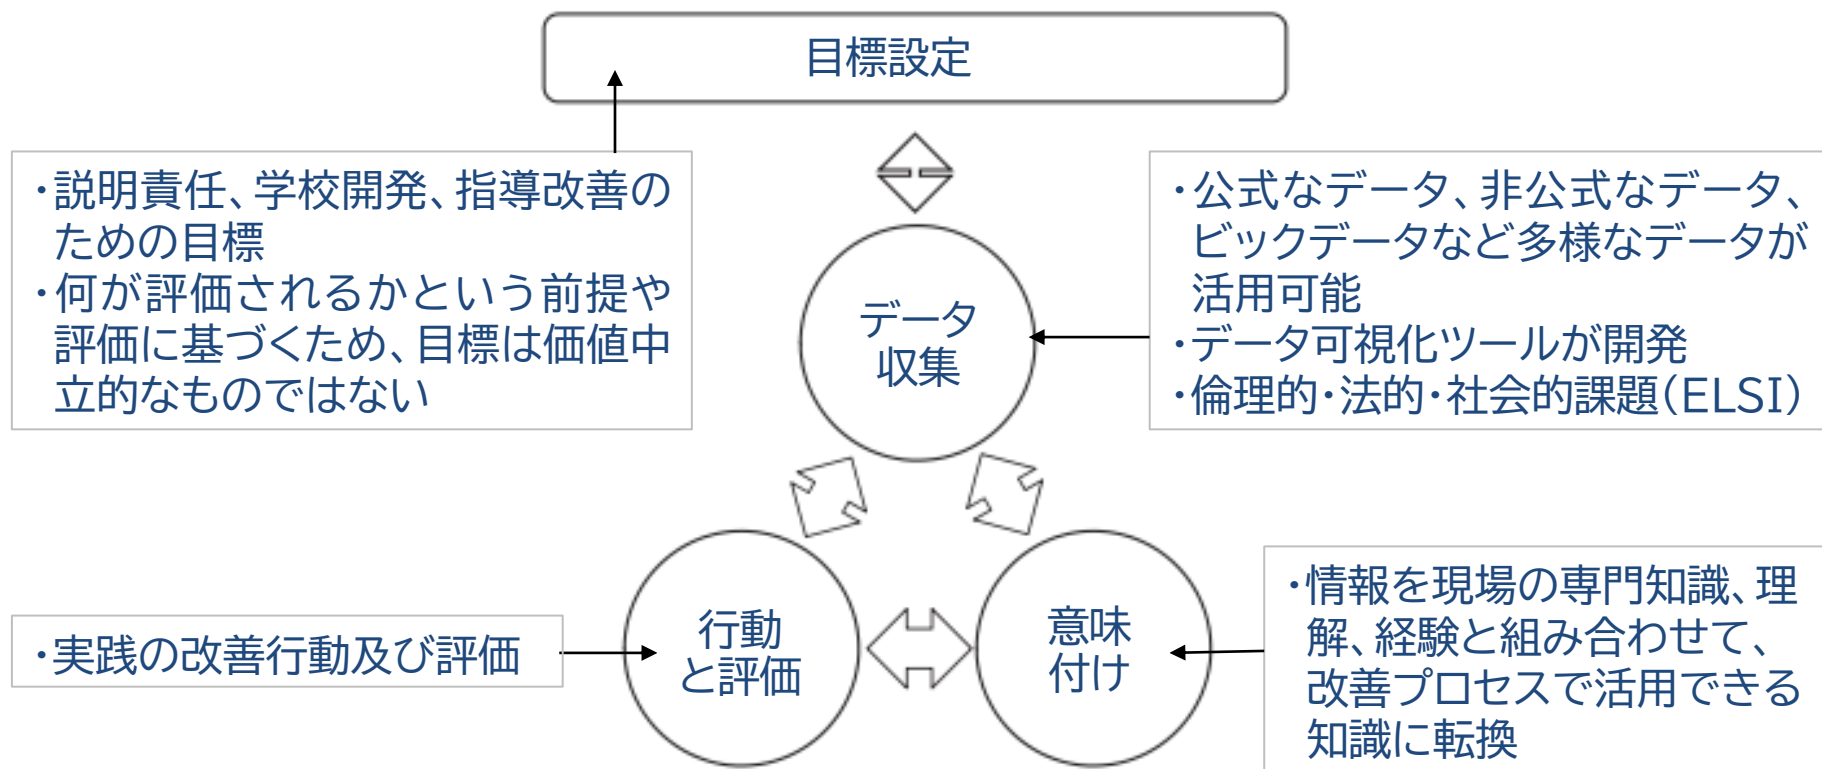 目標設定
・説明責任、学校開発、指導改善の
ための目標
・何が評価されるかという前提や
評価に基づくため、目標は価値中
立的なものではない
・公式なデータ、非公式なデータ、
ビックデータなど多様なデータが
活用可能
・データ可視化ツールが開発
・倫理的・法的・社会的課題(ELSI)
データ
収集
・実践の改善行動及び評価
行動
と評価
意味
付け
・情報を現場の専門知識、理
解、経験と組み合わせて、
改善プロセスで活用できる
知識に転換